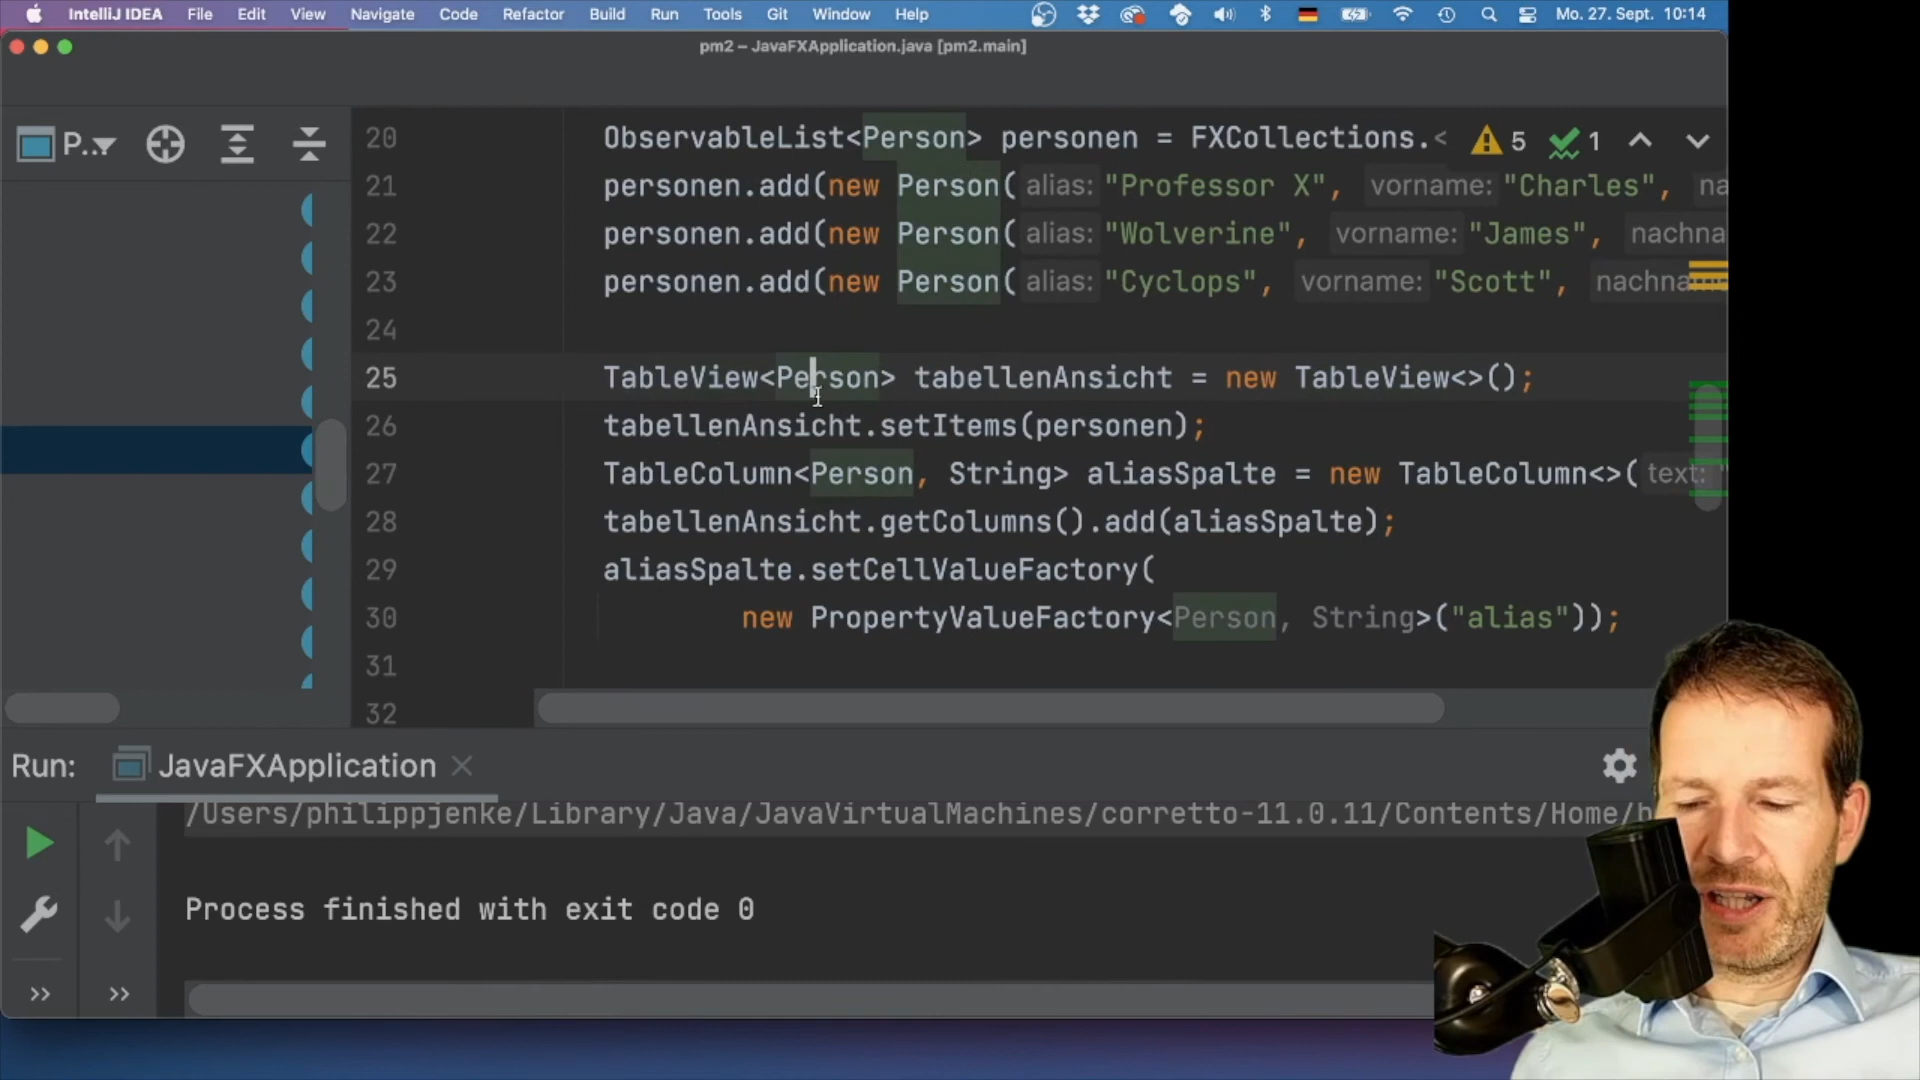 IntelliJ IDEA File Edit View Navigate Code Refactor Build Run Tools Git Window Help Mo. 27. Sept. 10:14
pm2 – JavaFXApplication.java [pm2.main]
P..
20 ObservableList<Person> personen = FXCollections.< 5 1
21 personen.add(new Person( alias: "Professor X", vorname: "Charles", na
22 personen.add(new Person( alias: "Wolverine", vorname: "James", nachna
23 personen.add(new Person( alias: "Cyclops", vorname: "Scott", nachnam
24
25 TableView<Person> tabellenAnsicht = new TableView<>();
26 tabellenAnsicht.setItems(personen);
27 TableColumn<Person, String> aliasSpalte = new TableColumn<>( text: "
28 tabellenAnsicht.getColumns().add(aliasSpalte);
29 aliasSpalte.setCellValueFactory(
30 new PropertyValueFactory<Person, String>("alias"));
31
32
Run: JavaFXApplication
/Users/philippjenke/Library/Java/JavaVirtualMachines/corretto-11.0.11/Contents/Home/b
Process finished with exit code 0